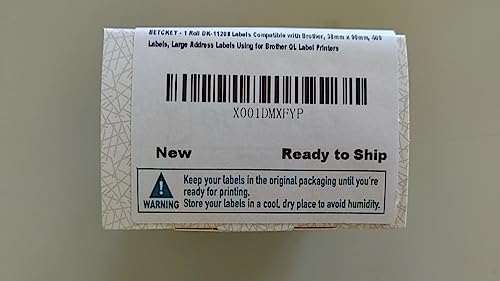 BETCKEY - 1 Roll DK-11208 Labels Compatible with Brother, 38mm x 90mm, 400
Labels, Large Address Labels Using for Brother QL Label Printers
X001DMXFYP
New Ready to Ship
Keep your labels in the original packaging until you're
ready for printing.
WARNING Store your labels in a cool, dry place to avoid humidity.